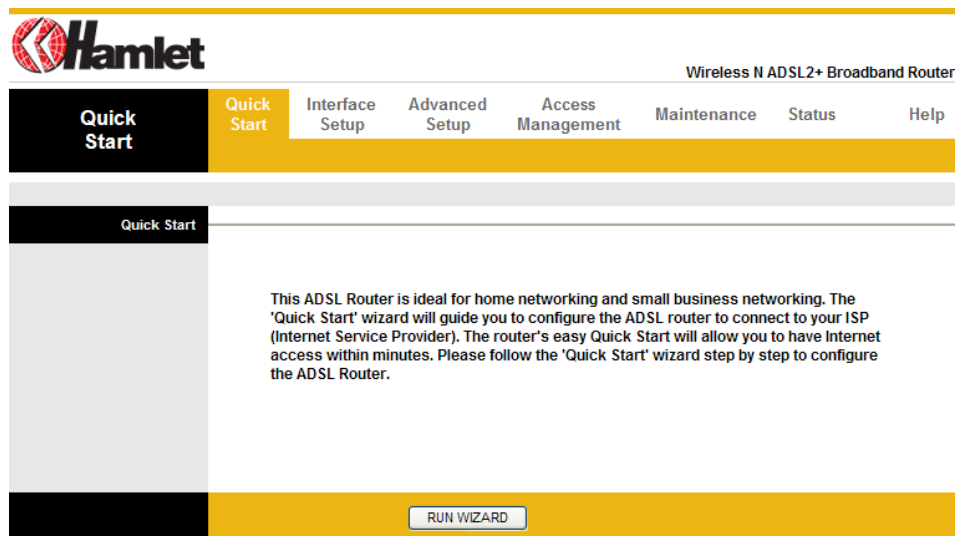 Hamlet
Wireless N ADSL2+ Broadband Router
Quick
Start
Quick
Start
Interface
Setup
Advanced
Setup
Access
Management
Maintenance
Status
Help
Quick Start
This ADSL Router is ideal for home networking and small business networking. The
'Quick Start' wizard will guide you to configure the ADSL router to connect to your ISP
(Internet Service Provider). The router's easy Quick Start will allow you to have Internet
access within minutes. Please follow the 'Quick Start' wizard step by step to configure
the ADSL Router.
RUN WIZARD